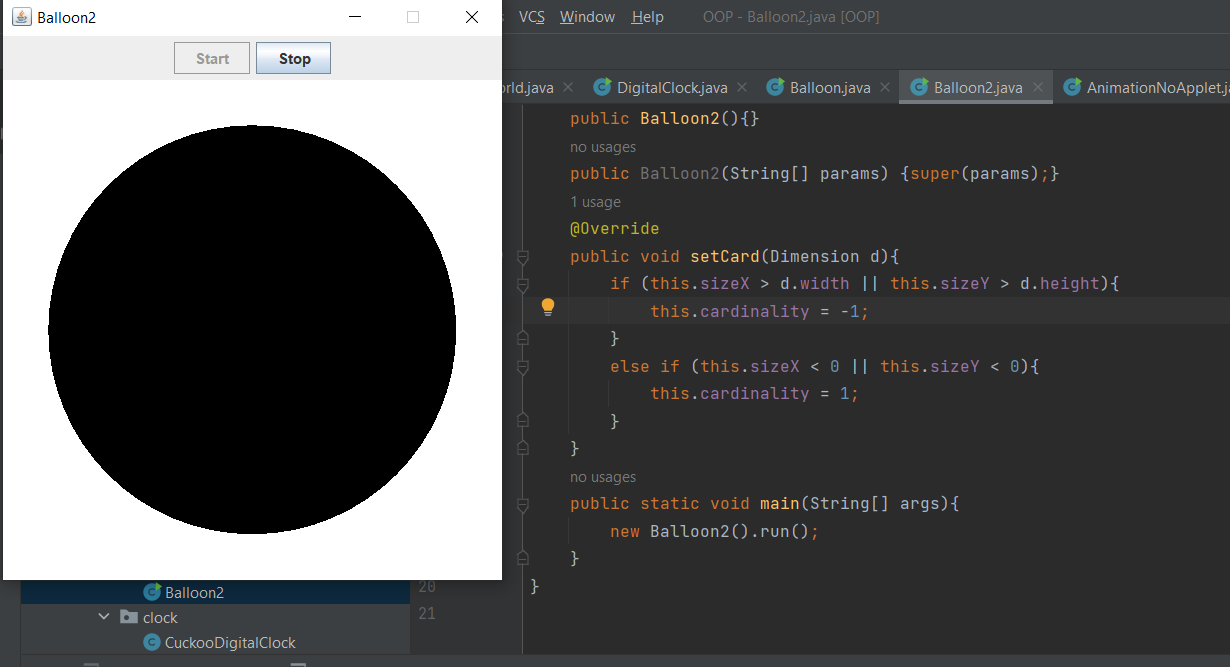 Balloon2
Start Stop
VCS Window Help OOP - Balloon2.java [OOP]
rld.java DigitalClock.java Balloon.java Balloon2.java AnimationNoApplet.j
public Balloon2(){}
no usages
public Balloon2(String[] params) {super(params);}
1 usage
@Override
public void setCard(Dimension d){
if (this.sizeX > d.width || this.sizeY > d.height){
this.cardinality = -1;
}
else if (this.sizeX < 0 || this.sizeY < 0){
this.cardinality = 1;
}
}
no usages
public static void main(String[] args){
new Balloon2().run();
}
}
Balloon2
20
clock
21
CuckooDigitalClock